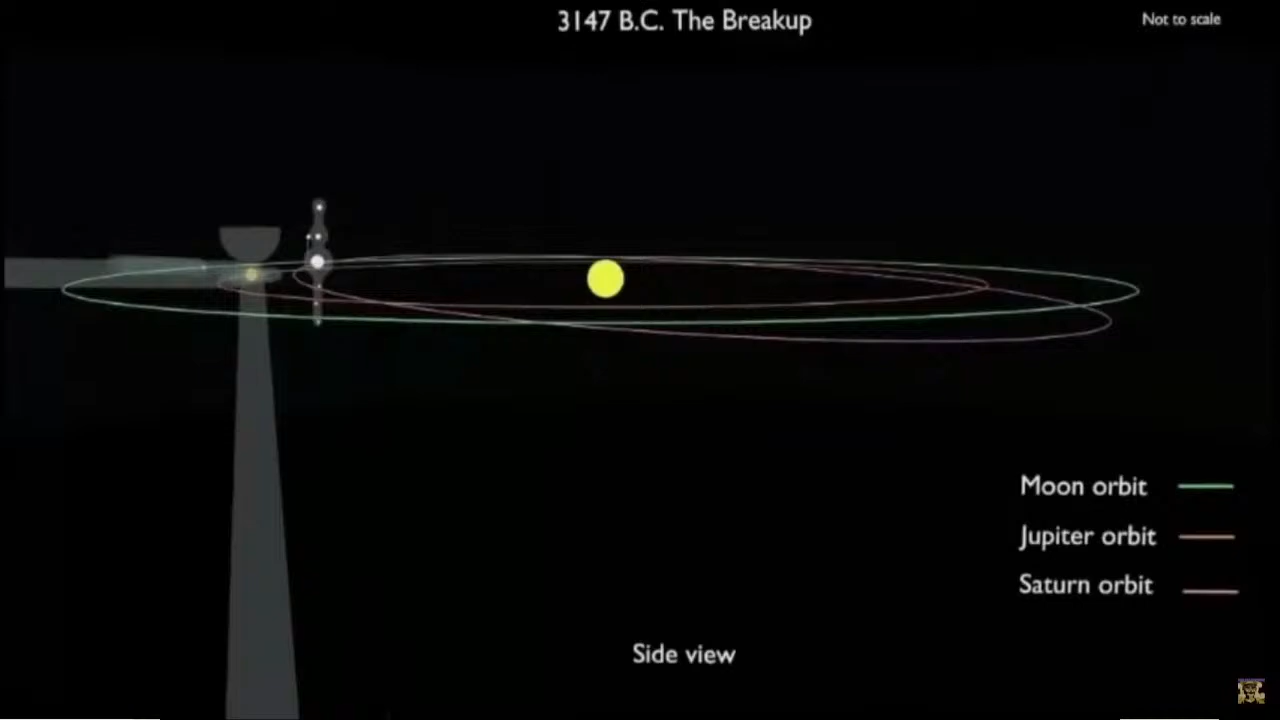 3147 B.C. The Breakup
Not to scale
Moon orbit
Jupiter orbit
Saturn orbit
Side view